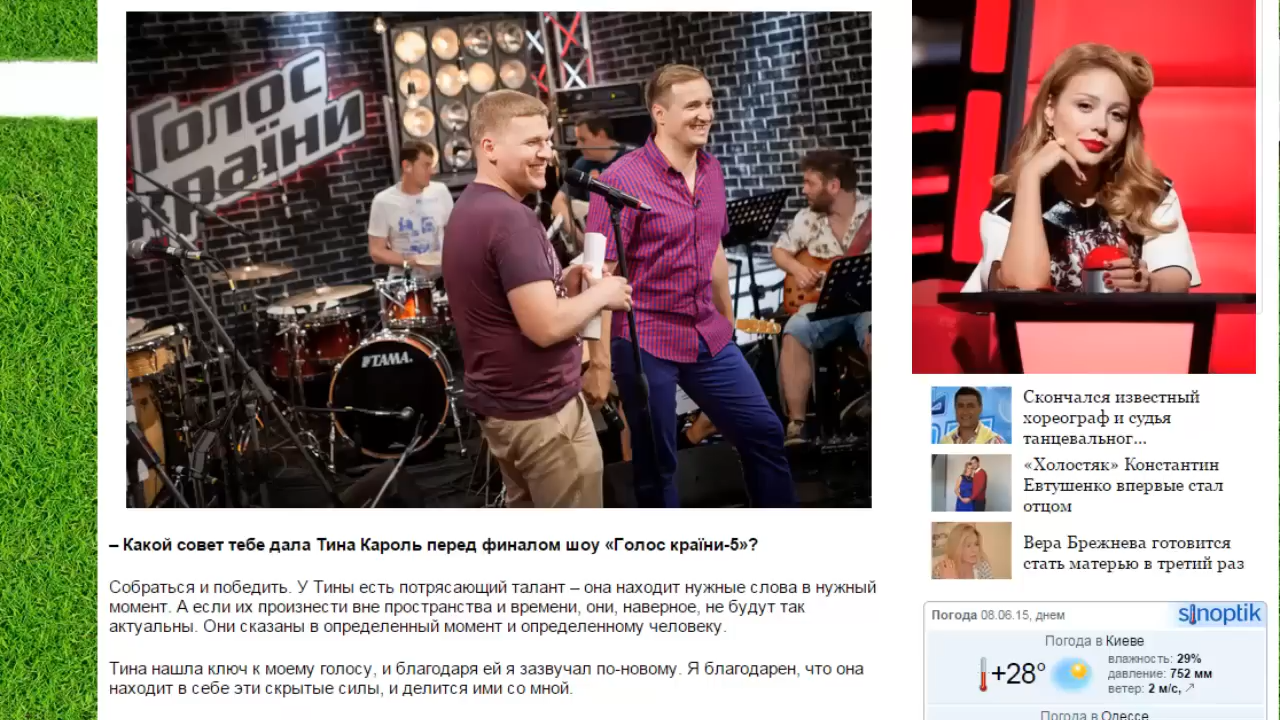 Голос
країни
TAMA.
– Какой совет тебе дала Тина Кароль перед финалом шоу «Голос країни-5»?
Собраться и победить. У Тины есть потрясающий талант – она находит нужные слова в нужный
момент. А если их произнести вне пространства и времени, они, наверное, не будут так
актуальны. Они сказаны в определенный момент и определенному человеку.
Тина нашла ключ к моему голосу, и благодаря ей я зазвучал по-новому. Я благодарен, что она
находит в себе эти скрытые силы, и делится ими со мной.
Скончался известный
хореограф и судья
танцевальног...
«Холостяк» Константин
Евтушенко впервые стал
отцом
Вера Брежнева готовится
стать матерью в третий раз
Погода 08.06.15, днем
sinoptik
Погода в Киеве
+28°
влажность: 29%
давление: 752 мм
ветер: 2 м/с,
Погода в Одессе